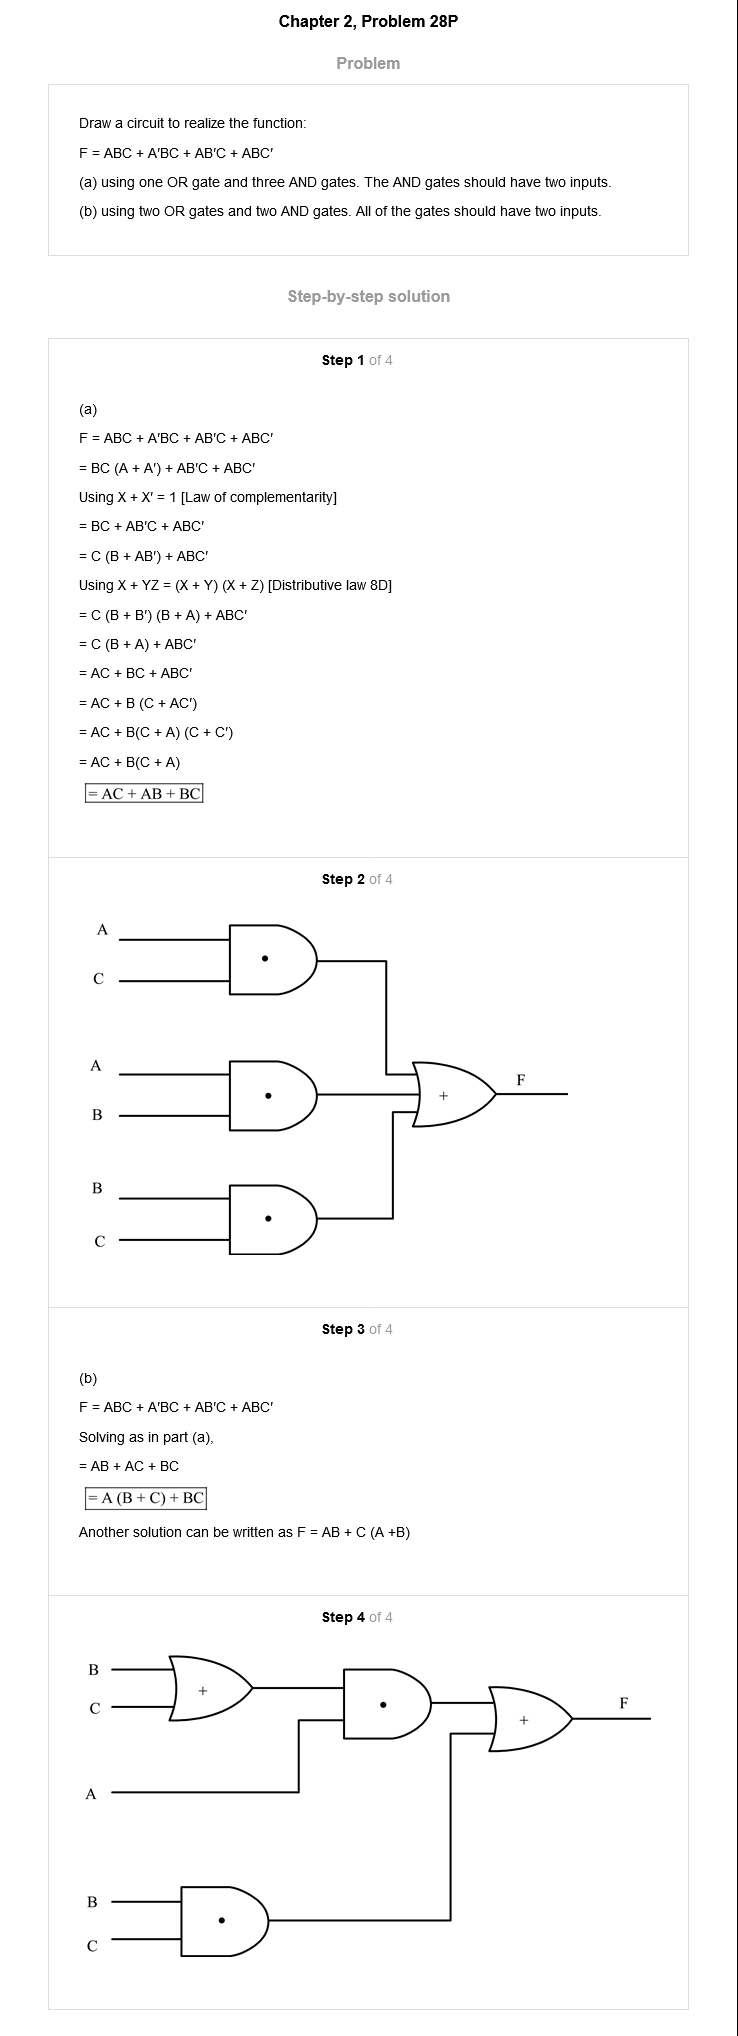 Chapter 2, Problem 28P
Problem
Draw a circuit to realize the function:
F = ABC + A′BC + AB′C + ABC′
(a) using one OR gate and three AND gates. The AND gates should have two inputs.
(b) using two OR gates and two AND gates. All of the gates should have two inputs.
Step-by-step solution
Step 1 of 4
(a)
F = ABC + A′BC + AB′C + ABC′
= BC (A + A′) + AB′C + ABC′
Using X + X′ = 1 [Law of complementarity]
= BC + AB′C + ABC′
= C (B + AB′) + ABC′
Using X + YZ = (X + Y) (X + Z) [Distributive law 8D]
= C (B + B′) (B + A) + ABC′
= C (B + A) + ABC′
= AC + BC + ABC′
= AC + B (C + AC′)
= AC + B(C + A) (C + C′)
= AC + B(C + A)
= AC + AB + BC
Step 2 of 4
A
C
A
B
+
F
B
C
Step 3 of 4
(b)
F = ABC + A′BC + AB′C + ABC′
Solving as in part (a),
= AB + AC + BC
= A (B + C) + BC
Another solution can be written as F = AB + C (A +B)
Step 4 of 4
B
C
+
+
F
A
B
C